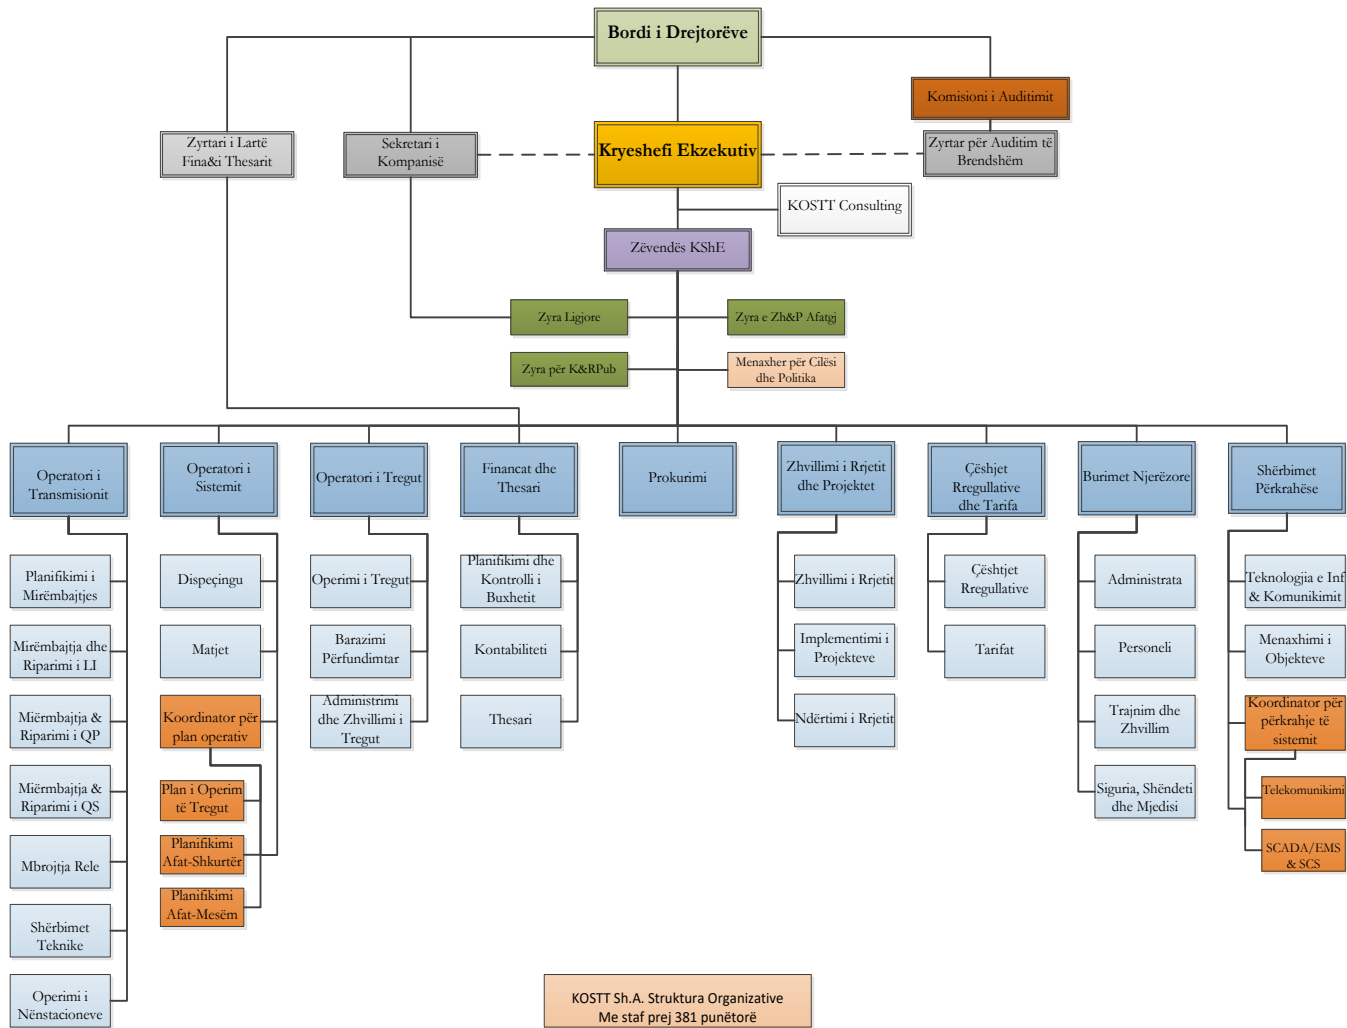 Bordi i Drejtorëve
Komisioni i Auditimit
Zyrtari i Lartë
Fina&i Thesarit
Sekretari i
Kompanisë
Kryeshefi Ekzekutiv
Zyrtar për Auditim të
Brendshëm
KOSTT Consulting
Zëvendës KShE
Zyra Ligjore
Zyra e Zh&P Afatgj
Zyra për K&RPub
Menaxher për Cilësi
dhe Politika
Operatori i
Transmisionit
Operatori i
Sistemit
Operatori i Tregut
Financat dhe
Thesari
Prokurimi
Zhvillimi i Rrjetit
dhe Projektet
Çështjet
Rregullative
dhe Tarifa
Burimet Njerëzore
Shërbimet
Përkrahëse
Planifikimi i
Mirëmbajtjes
Mirëmbajtja dhe
Riparimi i LI
Miërmbajtja &
Riparimi i QP
Miërmbajtja &
Riparimi i QS
Mbrojtja Rele
Shërbimet
Teknike
Operimi i
Nënstacioneve
Dispeçingu
Matjet
Koordinator për
plan operativ
Plan i Operim
të Tregut
Planifikimi
Afat-Shkurtër
Planifikimi
Afat-Mesëm
Operimi i Tregut
Barazimi
Përfundimtar
Administrimi
dhe Zhvillimi i
Tregut
Planifikimi dhe
Kontrolli i
Buxhetit
Kontabiliteti
Thesari
Zhvillimi i Rrjetit
Implementimi i
Projekteve
Ndërtimi i Rrjetit
Çështjet
Rregullative
Tarifat
Administrata
Personeli
Trajnim dhe
Zhvillim
Siguria, Shëndeti
dhe Mjedisi
Teknologjia e Inf
& Komunikimit
Menaxhimi i
Objekteve
Koordinator për
përkrahje të
sistemit
Telekomunikimi
SCADA/EMS
& SCS
KOSTT Sh.A. Struktura Organizative
Me staf prej 381 punëtorë